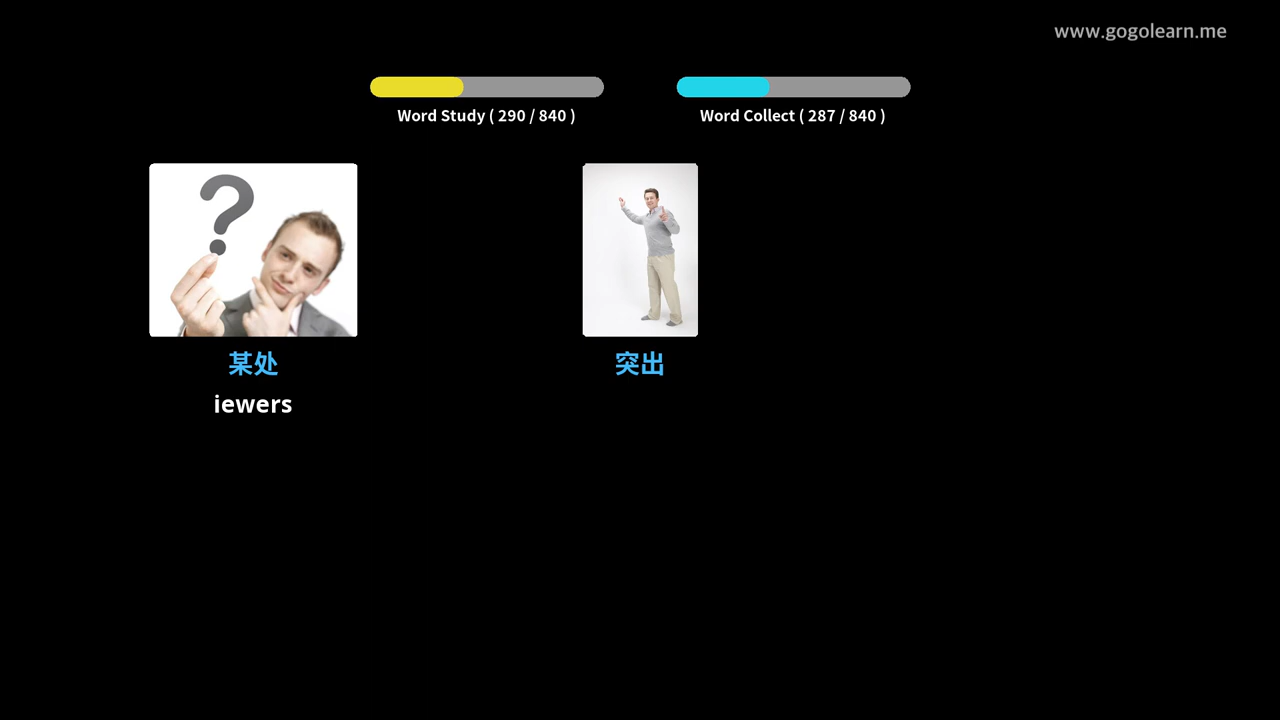 www.gogolearn.me
Word Study ( 290 / 840 )
Word Collect ( 287 / 840 )
某处
iewers
突出